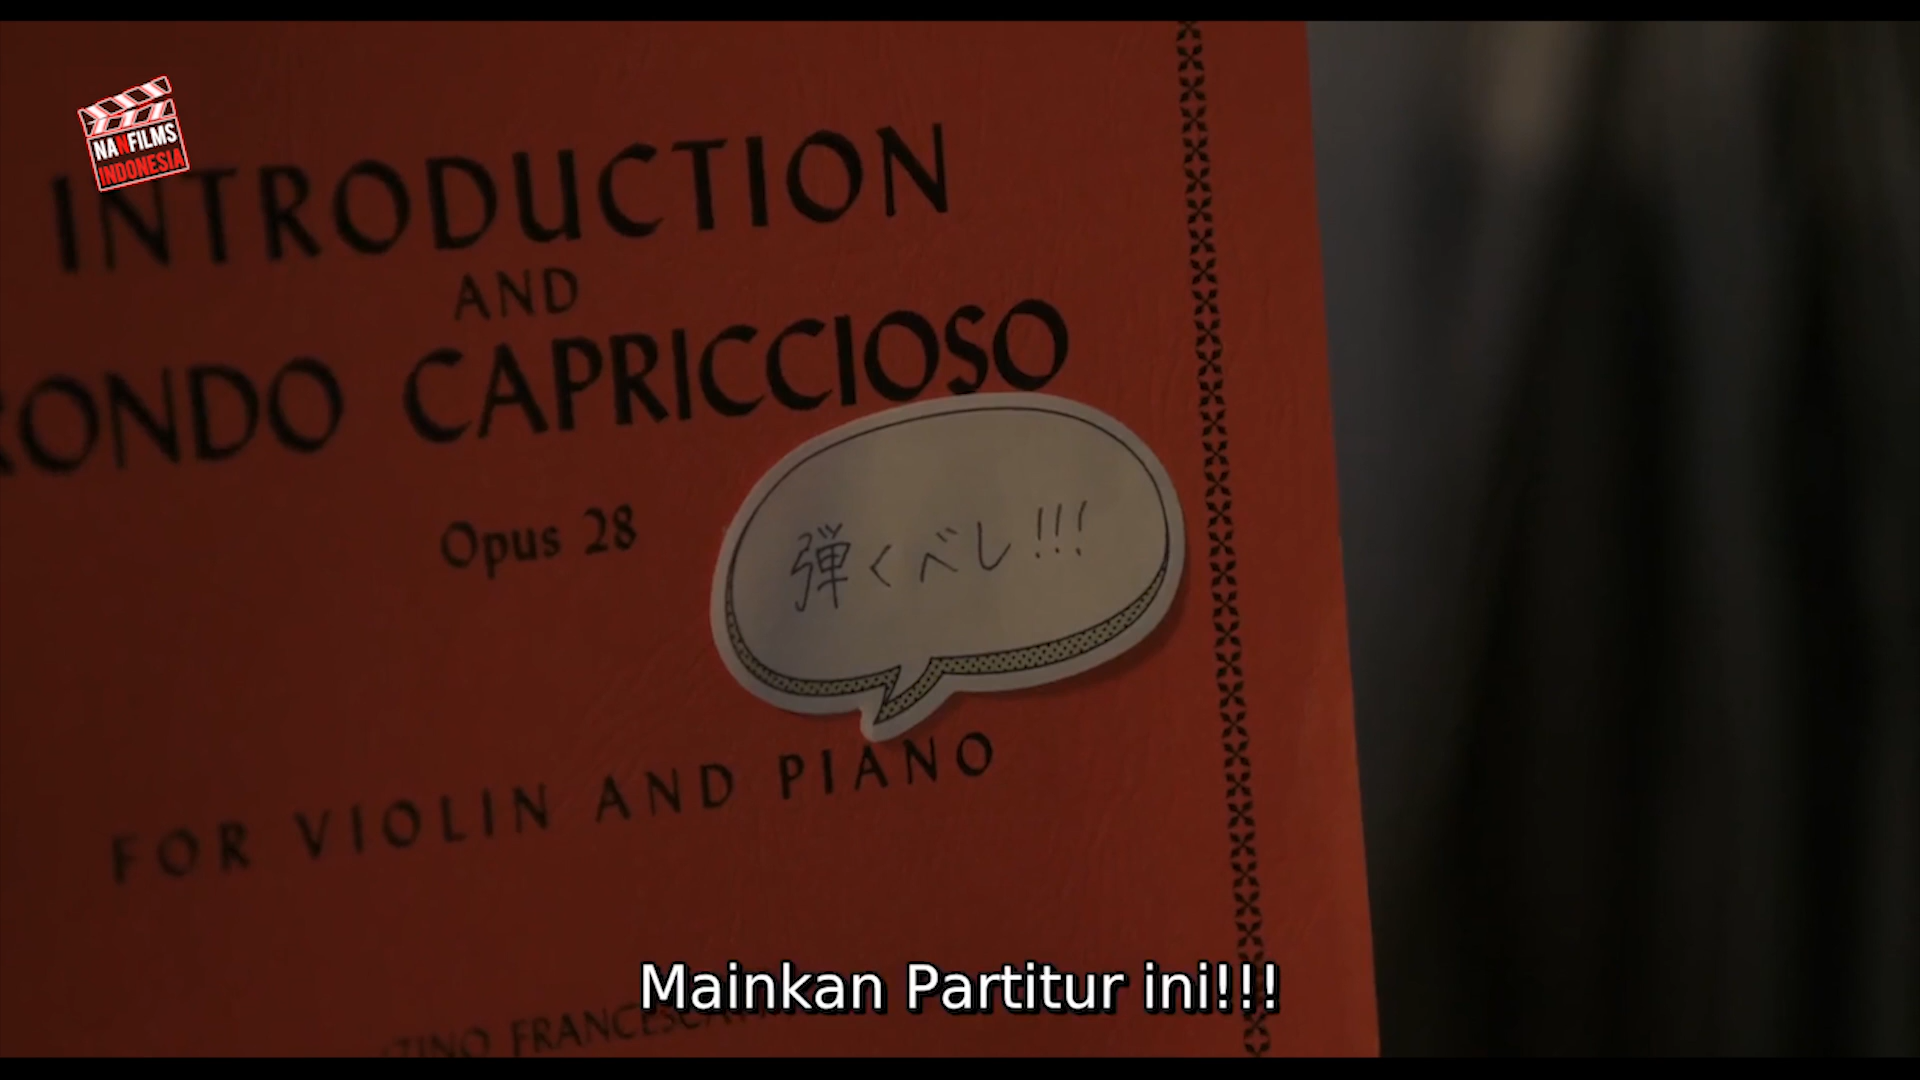 NANFILMS
INDONESIA
INTRODUCTION
AND
RONDO CAPRICCIOSO
Opus 28
弾くべし!!!
FOR VIOLIN AND PIANO
FRANCESCATTI
Mainkan Partitur ini!!!